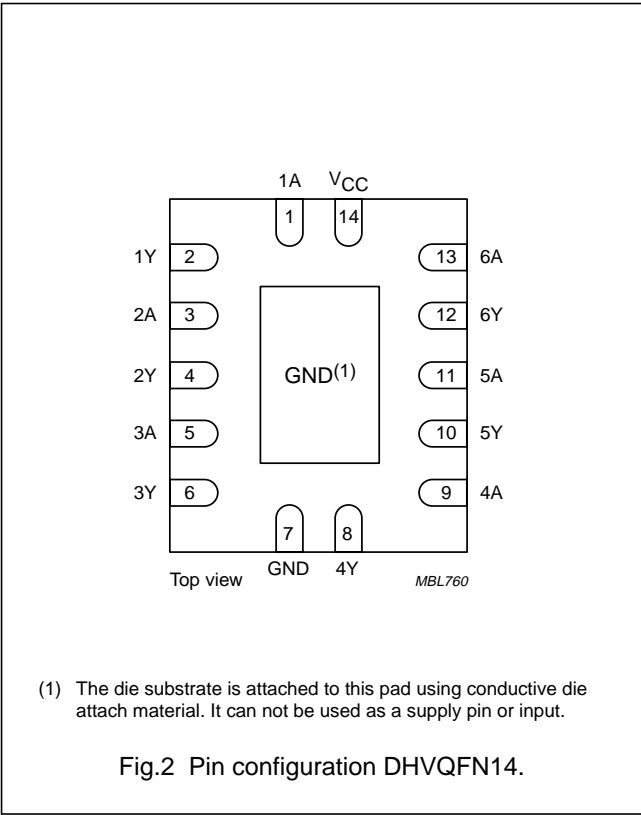 1A VCC
1 14
1Y 2 13 6A
2A 3 12 6Y
2Y 4 GND(1) 11 5A
3A 5 10 5Y
3Y 6 9 4A
7 8
Top view GND 4Y MBL760
(1) The die substrate is attached to this pad using conductive die
attach material. It can not be used as a supply pin or input.
Fig.2 Pin configuration DHVQFN14.